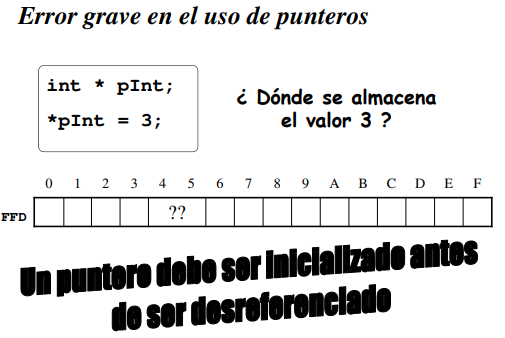 Error grave en el uso de punteros
int * pInt;
*pInt = 3;
¿ Dónde se almacena
el valor 3 ?
0 1 2 3 4 5 6 7 8 9 A B C D E F
FFD ??
Un puntero debe ser inicializado antes
de ser desreferenciado